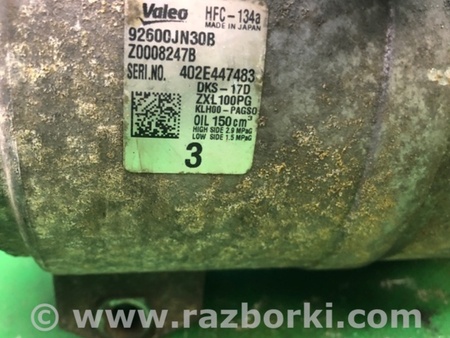 Valeo HFC-134a
MADE IN JAPAN
92600JN30B
Z0008247B
SERI.NO. 402E447483
DKS-17D
ZXL100PG
KLH00-PAGSO
OIL 150cm³
HIGH SIDE 2.9 MPaG
LOW SIDE 1.5 MPaG
3
www.razborki.com